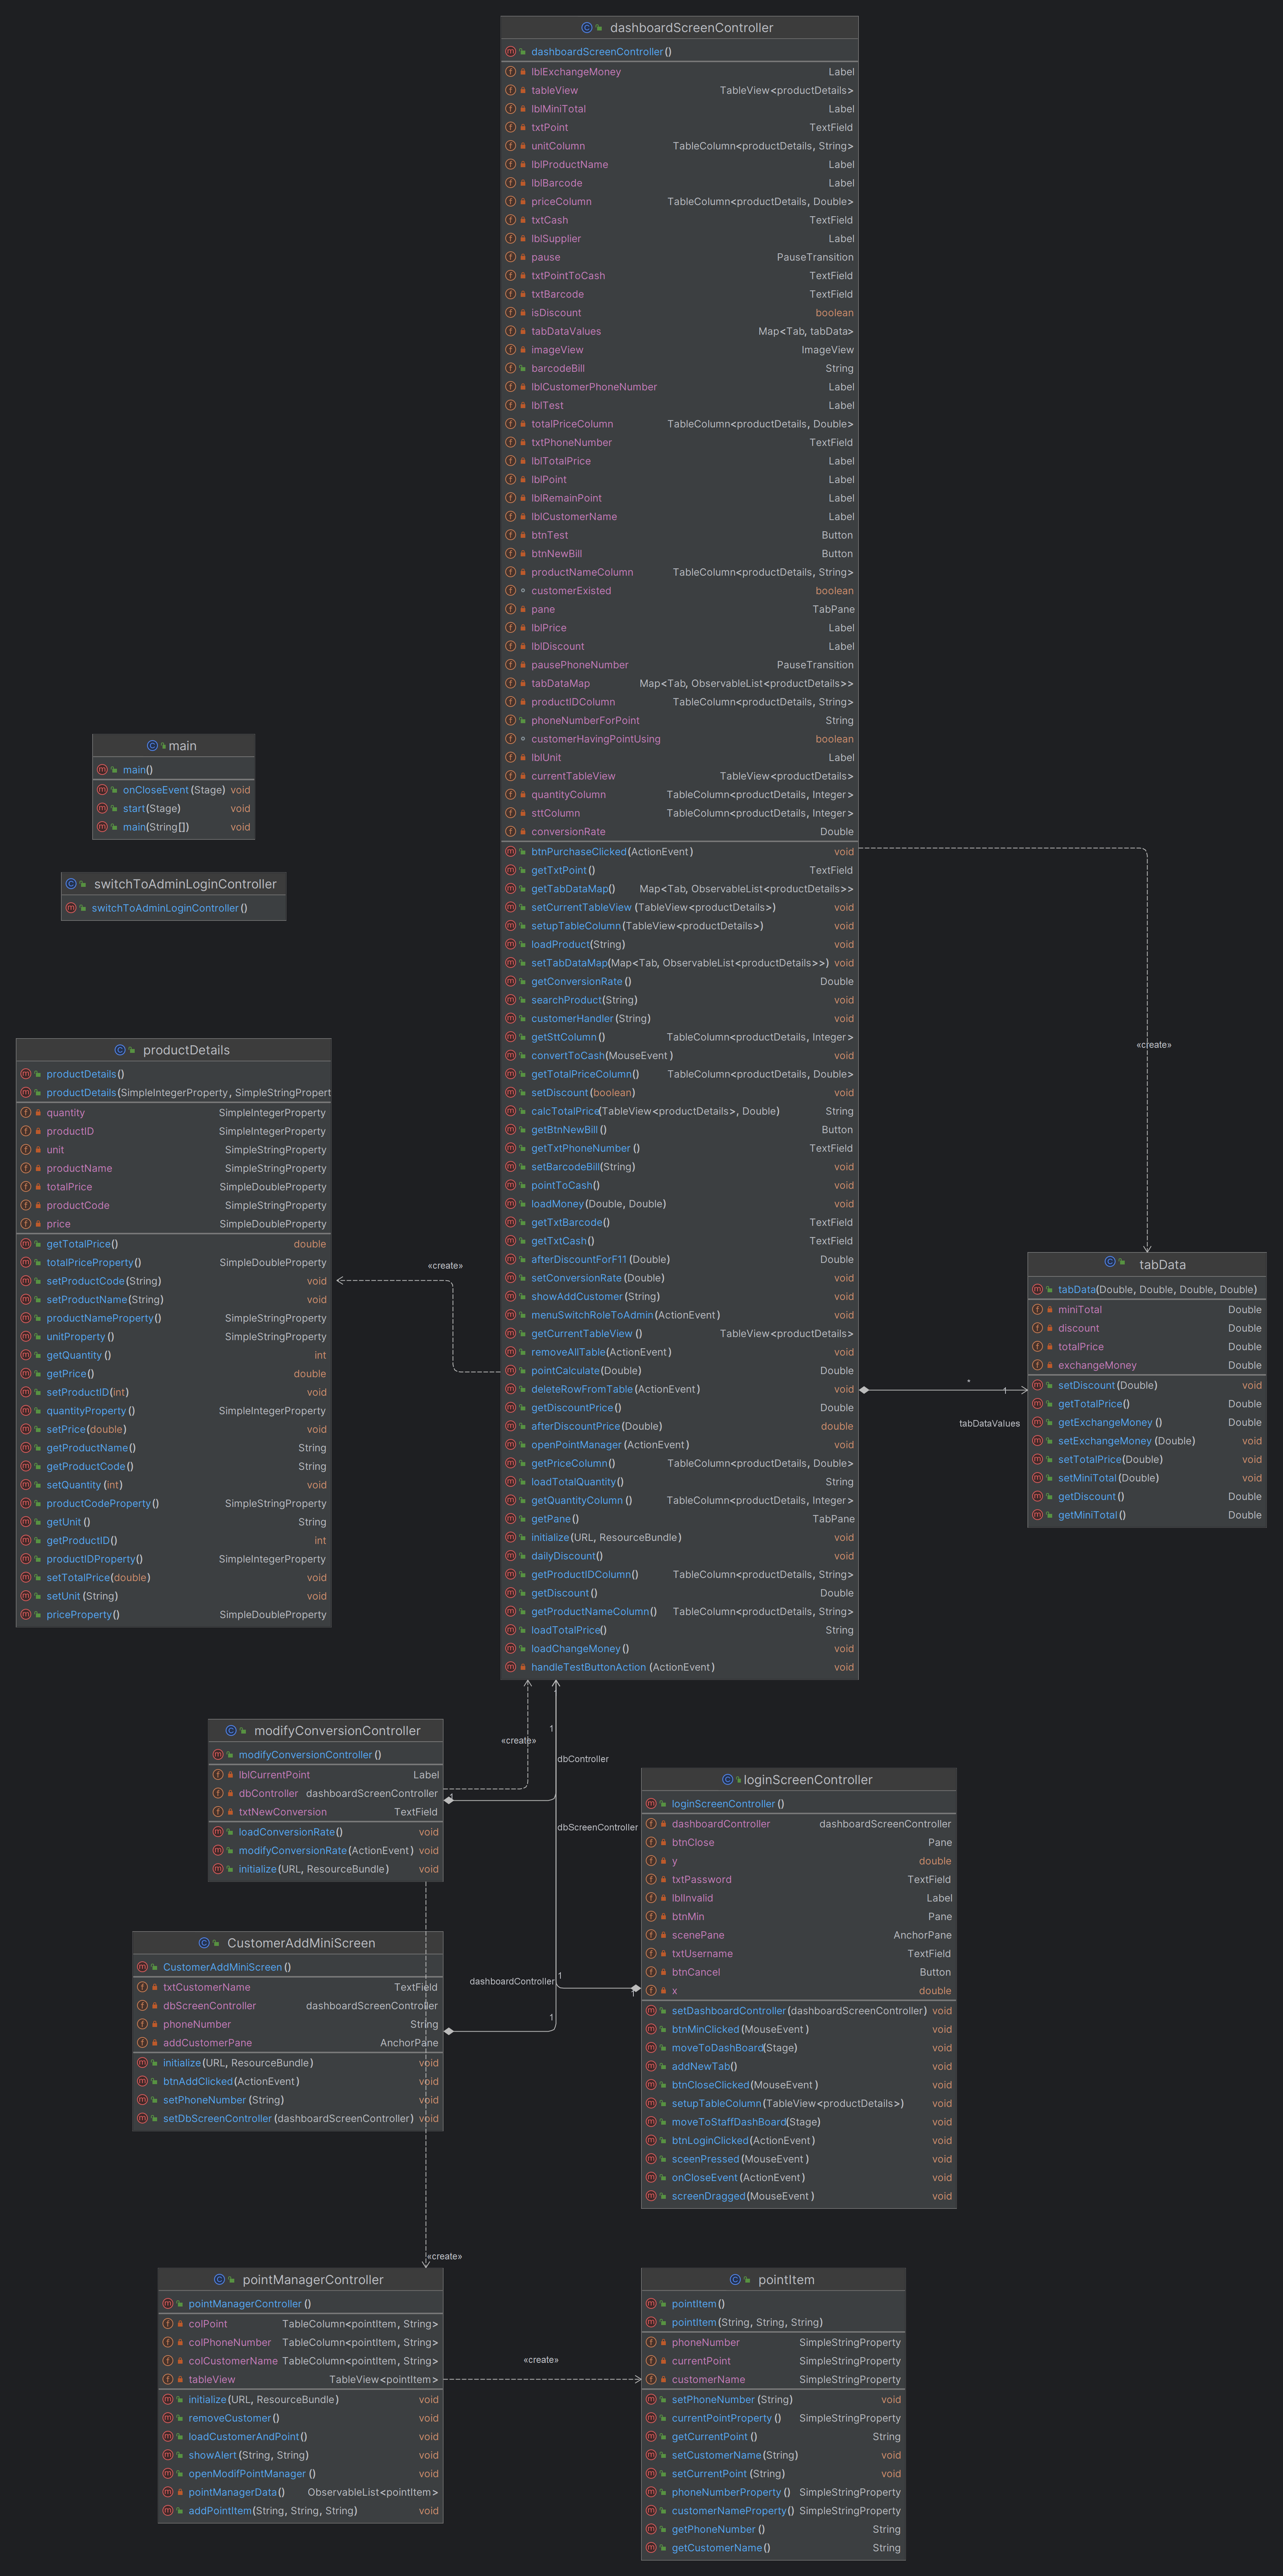 dashboardScreenController
dashboardScreenController()
lblExchangeMoney Label
tableView TableView<productDetails>
lblMiniTotal Label
txtPoint TextField
unitColumn TableColumn<productDetails, String>
lblProductName Label
lblBarcode Label
priceColumn TableColumn<productDetails, Double>
txtCash TextField
lblSupplier Label
pause PauseTransition
txtPointToCash TextField
txtBarcode TextField
isDiscount boolean
tabDataValues Map<Tab, tabData>
imageView ImageView
barcodeBill String
lblCustomerPhoneNumber Label
lblTest Label
totalPriceColumn TableColumn<productDetails, Double>
txtPhoneNumber TextField
lblTotalPrice Label
lblPoint Label
lblRemainPoint Label
lblCustomerName Label
btnTest Button
btnNewBill Button
productNameColumn TableColumn<productDetails, String>
customerExisted boolean
pane TabPane
lblPrice Label
lblDiscount Label
pausePhoneNumber PauseTransition
tabDataMap Map<Tab, ObservableList<productDetails>>
productIDColumn TableColumn<productDetails, String>
phoneNumberForPoint String
customerHavingPointUsing boolean
lblUnit Label
currentTableView TableView<productDetails>
quantityColumn TableColumn<productDetails, Integer>
sttColumn TableColumn<productDetails, Integer>
conversionRate Double
btnPurchaseClicked(ActionEvent) void
getTxtPoint() TextField
getTabDataMap() Map<Tab, ObservableList<productDetails>>
setCurrentTableView(TableView<productDetails>) void
setupTableColumn(TableView<productDetails>) void
loadProduct(String) void
setTabDataMap(Map<Tab, ObservableList<productDetails>>) void
getConversionRate() Double
searchProduct(String) void
customerHandler(String) void
getSttColumn() TableColumn<productDetails, Integer>
convertToCash(MouseEvent) void
getTotalPriceColumn() TableColumn<productDetails, Double>
setDiscount(boolean) void
calcTotalPrice(TableView<productDetails>, Double) String
getBtnNewBill() Button
getTxtPhoneNumber() TextField
setBarcodeBill(String) void
pointToCash() void
loadMoney(Double, Double) void
getTxtBarcode() TextField
getTxtCash() TextField
afterDiscountForF11(Double) Double
setConversionRate(Double) void
showAddCustomer(String) void
menuSwitchRoleToAdmin(ActionEvent) void
getCurrentTableView() TableView<productDetails>
removeAllTable(ActionEvent) void
pointCalculate(Double) Double
deleteRowFromTable(ActionEvent) void
getDiscountPrice() Double
afterDiscountPrice(Double) double
openPointManager(ActionEvent) void
getPriceColumn() TableColumn<productDetails, Double>
loadTotalQuantity() String
getQuantityColumn() TableColumn<productDetails, Integer>
getPane() TabPane
initialize(URL, ResourceBundle) void
dailyDiscount() void
getProductIDColumn() TableColumn<productDetails, String>
getDiscount() Double
getProductNameColumn() TableColumn<productDetails, String>
loadTotalPrice() String
loadChangeMoney() void
handleTestButtonAction(ActionEvent) void
main
main()
onCloseEvent(Stage) void
start(Stage) void
main(String[]) void
switchToAdminLoginController
switchToAdminLoginController()
productDetails
productDetails()
productDetails(SimpleIntegerProperty, SimpleStringPropert
quantity SimpleIntegerProperty
productID SimpleIntegerProperty
unit SimpleStringProperty
productName SimpleStringProperty
totalPrice SimpleDoubleProperty
productCode SimpleStringProperty
price SimpleDoubleProperty
getTotalPrice() double
totalPriceProperty() SimpleDoubleProperty
setProductCode(String) void
setProductName(String) void
productNameProperty() SimpleStringProperty
unitProperty() SimpleStringProperty
getQuantity() int
getPrice() double
setProductID(int) void
quantityProperty() SimpleIntegerProperty
setPrice(double) void
getProductName() String
getProductCode() String
setQuantity(int) void
productCodeProperty() SimpleStringProperty
getUnit() String
getProductID() int
productIDProperty() SimpleIntegerProperty
setTotalPrice(double) void
setUnit(String) void
priceProperty() SimpleDoubleProperty
«create»
«create»
tabData
tabData(Double, Double, Double, Double)
miniTotal Double
discount Double
totalPrice Double
exchangeMoney Double
setDiscount(Double) void
getTotalPrice() Double
getExchangeMoney() Double
setExchangeMoney(Double) void
setTotalPrice(Double) void
setMiniTotal(Double) void
getDiscount() Double
getMiniTotal() Double
*
1
tabDataValues
modifyConversionController
modifyConversionController()
lblCurrentPoint Label
dbController dashboardScreenController
txtNewConversion TextField
loadConversionRate() void
modifyConversionRate(ActionEvent) void
initialize(URL, ResourceBundle) void
1
«create»
1
dbController
dbScreenController
loginScreenController
loginScreenController()
dashboardController dashboardScreenController
btnClose Pane
y double
txtPassword TextField
lblInvalid Label
btnMin Pane
scenePane AnchorPane
txtUsername TextField
btnCancel Button
x double
setDashboardController(dashboardScreenController) void
btnMinClicked(MouseEvent) void
moveToDashBoard(Stage) void
addNewTab() void
btnCloseClicked(MouseEvent) void
setupTableColumn(TableView<productDetails>) void
moveToStaffDashBoard(Stage) void
btnLoginClicked(ActionEvent) void
sceenPressed(MouseEvent) void
onCloseEvent(ActionEvent) void
screenDragged(MouseEvent) void
CustomerAddMiniScreen
CustomerAddMiniScreen()
txtCustomerName TextField
dbScreenController dashboardScreenController
phoneNumber String
addCustomerPane AnchorPane
initialize(URL, ResourceBundle) void
btnAddClicked(ActionEvent) void
setPhoneNumber(String) void
setDbScreenController(dashboardScreenController) void
dashboardController
1
1
1
«create»
pointManagerController
pointManagerController()
colPoint TableColumn<pointItem, String>
colPhoneNumber TableColumn<pointItem, String>
colCustomerName TableColumn<pointItem, String>
tableView TableView<pointItem>
initialize(URL, ResourceBundle) void
removeCustomer() void
loadCustomerAndPoint() void
showAlert(String, String) void
openModifPointManager() void
pointManagerData() ObservableList<pointItem>
addPointItem(String, String, String) void
«create»
pointItem
pointItem()
pointItem(String, String, String)
phoneNumber SimpleStringProperty
currentPoint SimpleStringProperty
customerName SimpleStringProperty
setPhoneNumber(String) void
currentPointProperty() SimpleStringProperty
getCurrentPoint() String
setCustomerName(String) void
setCurrentPoint(String) void
phoneNumberProperty() SimpleStringProperty
customerNameProperty() SimpleStringProperty
getPhoneNumber() String
getCustomerName() String